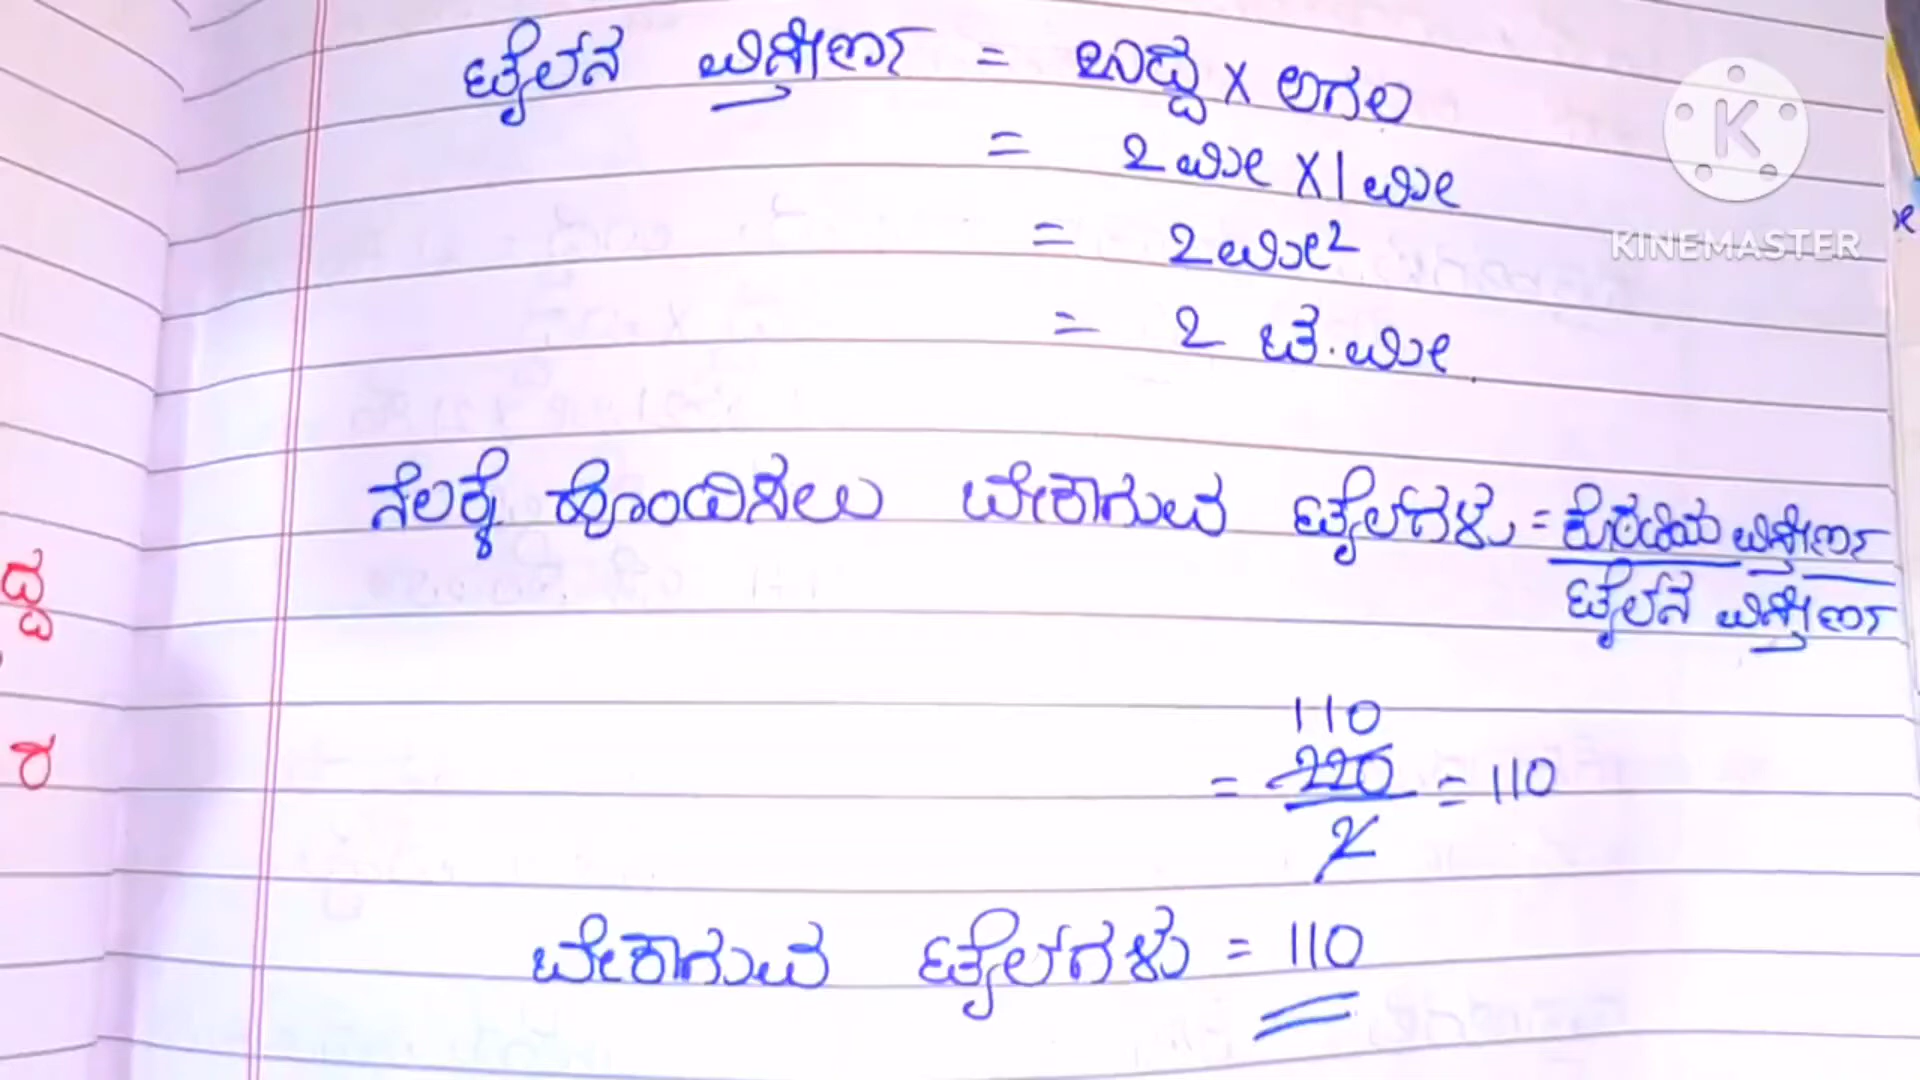 ಟೈಲ್‌ನ ವಿಸ್ತೀರ್ಣ = ಉದ್ದ X ಅಗಲ
= 2 ಮೀ X 1 ಮೀ
= 2 ಮೀ²
= 2 ಚ.ಮೀ
ನೆಲಕ್ಕೆ ಹೊಂದಿಸಲು ಬೇಕಾಗುವ ಟೈಲ್‌ಗಳು = ಕೊಠಡಿಯ ವಿಸ್ತೀರ್ಣ
ಟೈಲ್‌ನ ವಿಸ್ತೀರ್ಣ
110
= 220 = 110
2
ಬೇಕಾಗುವ ಟೈಲ್‌ಗಳು = 110
ದ್ದ
ರ
K
KINEMASTER